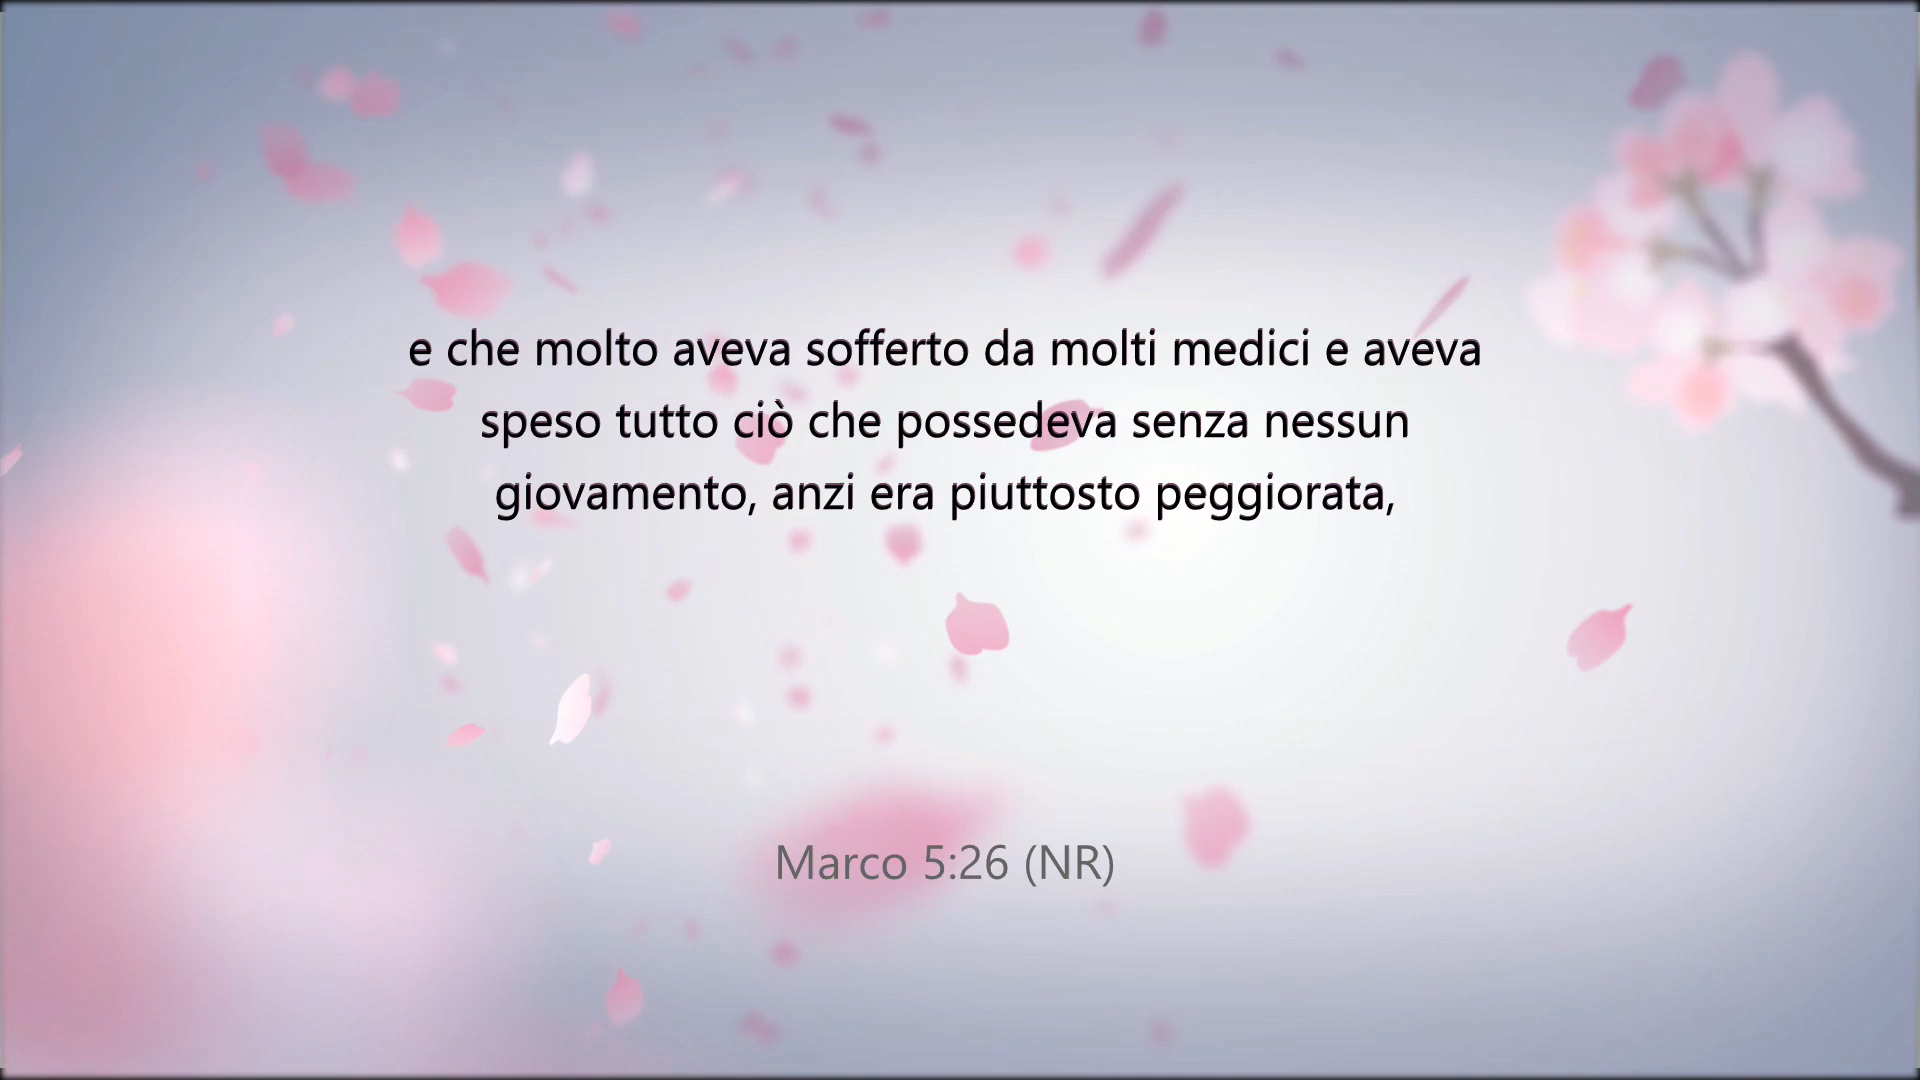 e che molto aveva sofferto da molti medici e aveva
speso tutto ciò che possedeva senza nessun
giovamento, anzi era piuttosto peggiorata,
Marco 5:26 (NR)